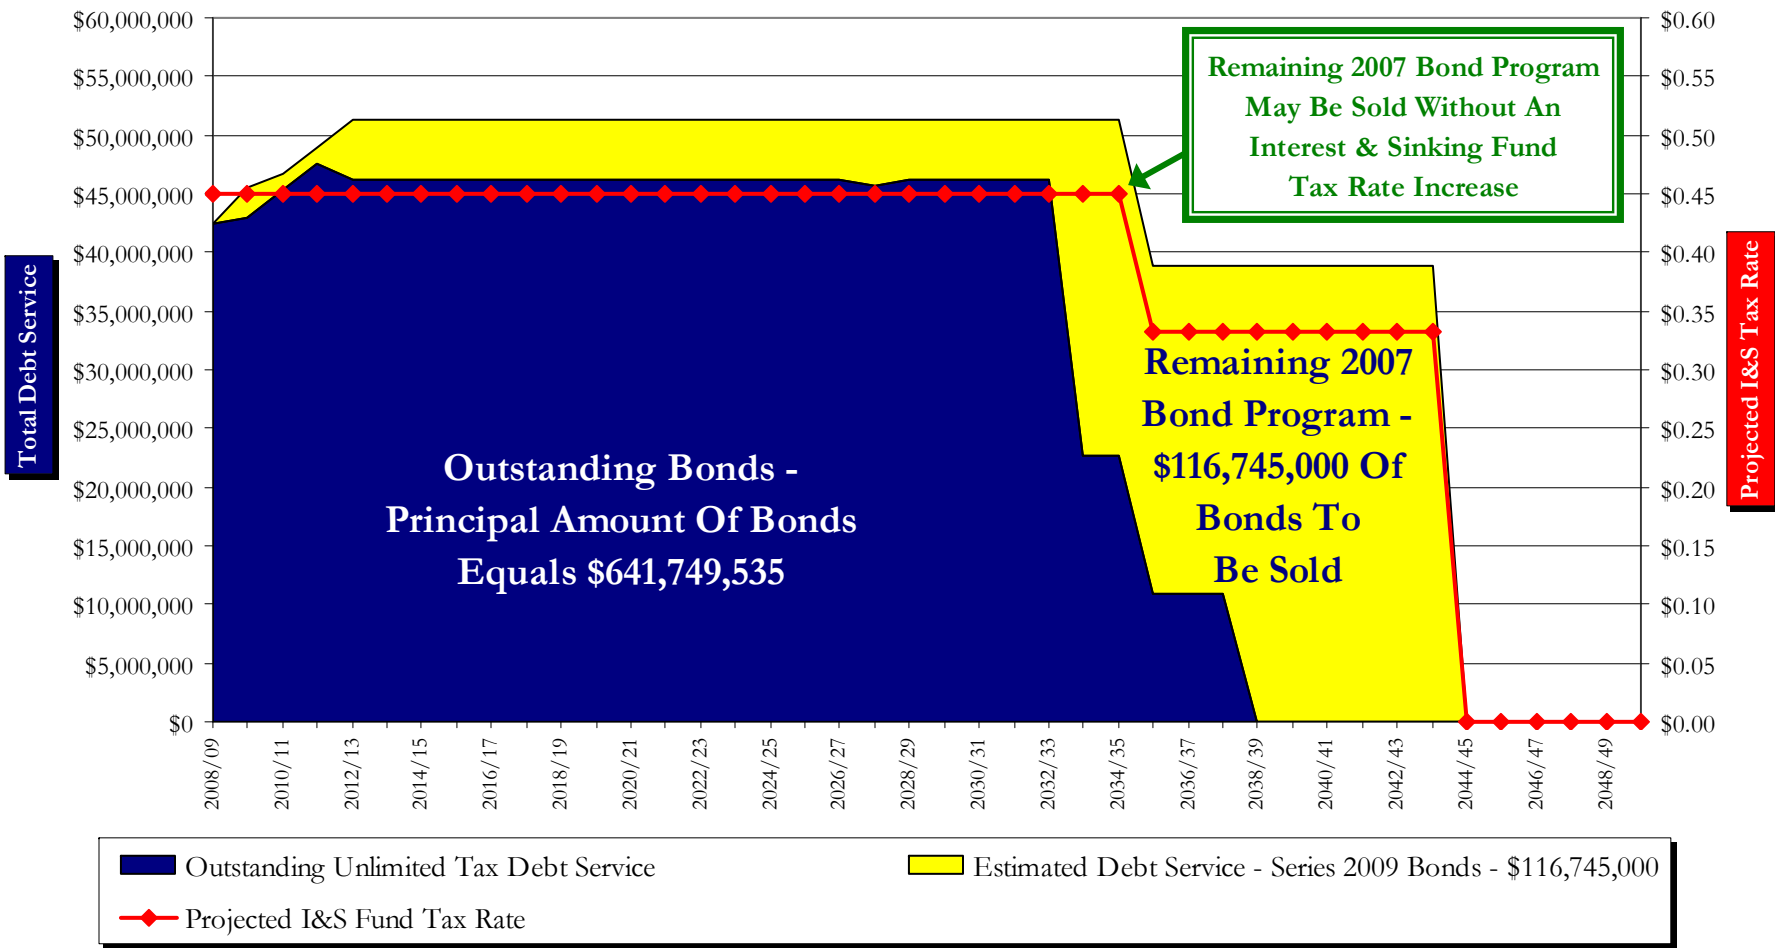 $60,000,000
$55,000,000
$50,000,000
$45,000,000
$40,000,000
$35,000,000
$30,000,000
$25,000,000
$20,000,000
$15,000,000
$10,000,000
$5,000,000
$0
Total Debt Service
Remaining 2007 Bond Program
May Be Sold Without An
Interest & Sinking Fund
Tax Rate Increase
Outstanding Bonds -
Principal Amount Of Bonds
Equals $641,749,535
Remaining 2007
Bond Program -
$116,745,000 Of
Bonds To
Be Sold
$0.60
$0.55
$0.50
$0.45
$0.40
$0.35
$0.30
$0.25
$0.20
$0.15
$0.10
$0.05
$0.00
Projected I&S Tax Rate
2008/09
2010/11
2012/13
2014/15
2016/17
2018/19
2020/21
2022/23
2024/25
2026/27
2028/29
2030/31
2032/33
2034/35
2036/37
2038/39
2040/41
2042/43
2044/45
2046/47
2048/49
Outstanding Unlimited Tax Debt Service
Estimated Debt Service - Series 2009 Bonds - $116,745,000
Projected I&S Fund Tax Rate